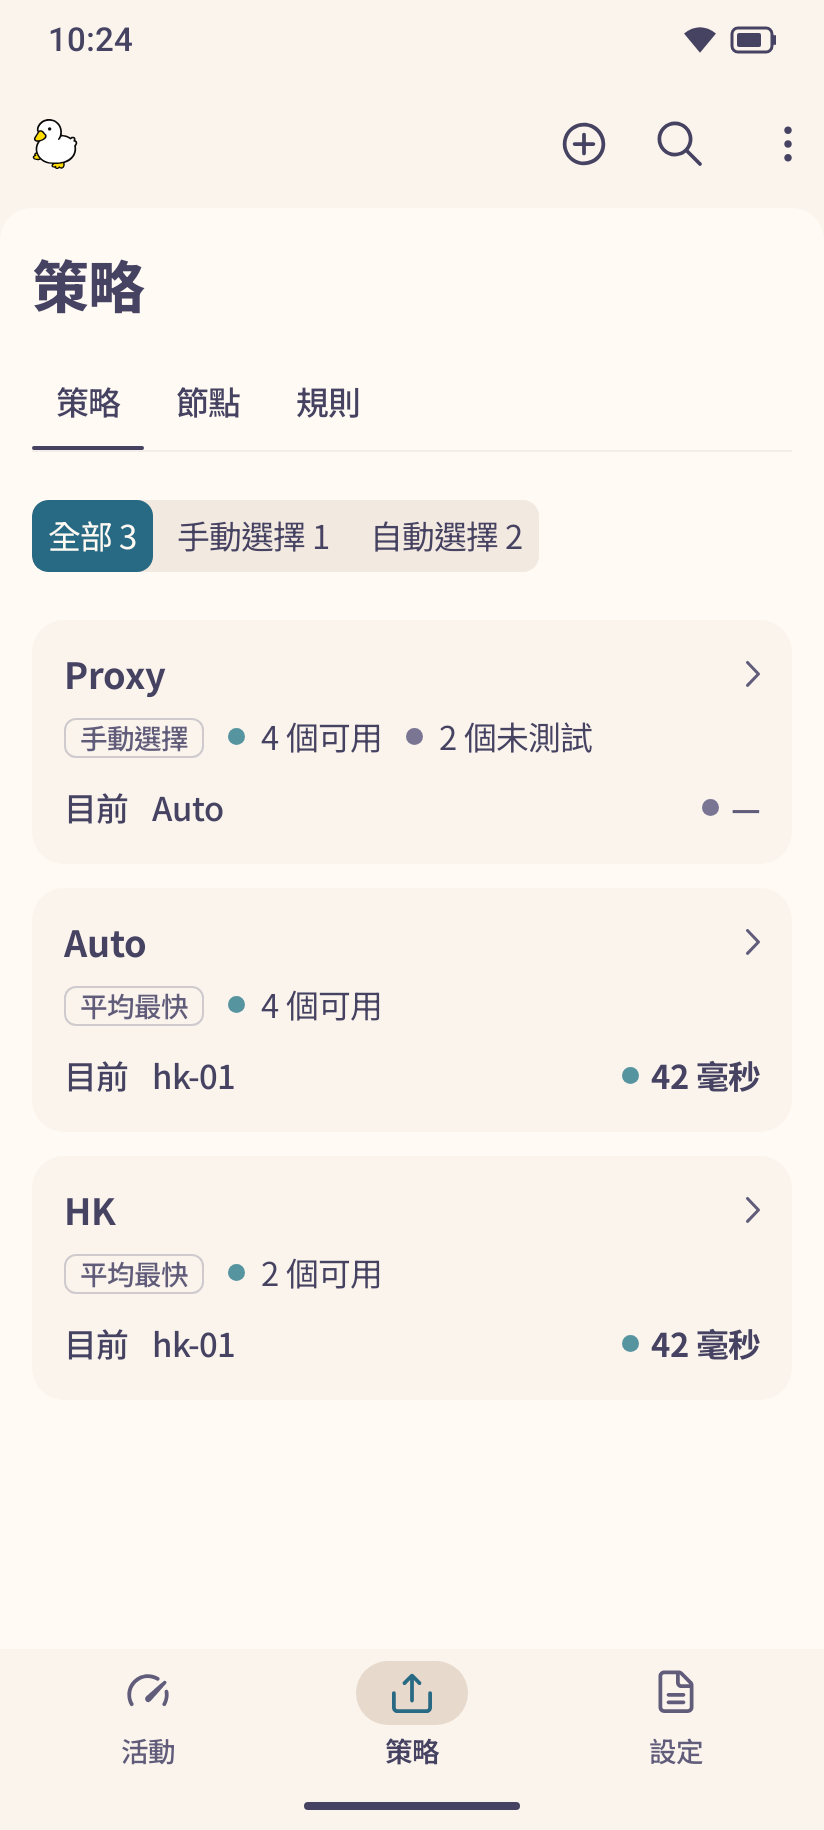 10:24
策略
策略 節點 規則
全部 3 手動選擇 1 自動選擇 2
Proxy
手動選擇 4 個可用 2 個未測試
目前 Auto —
Auto
平均最快 4 個可用
目前 hk-01 42 毫秒
HK
平均最快 2 個可用
目前 hk-01 42 毫秒
活動 策略 設定